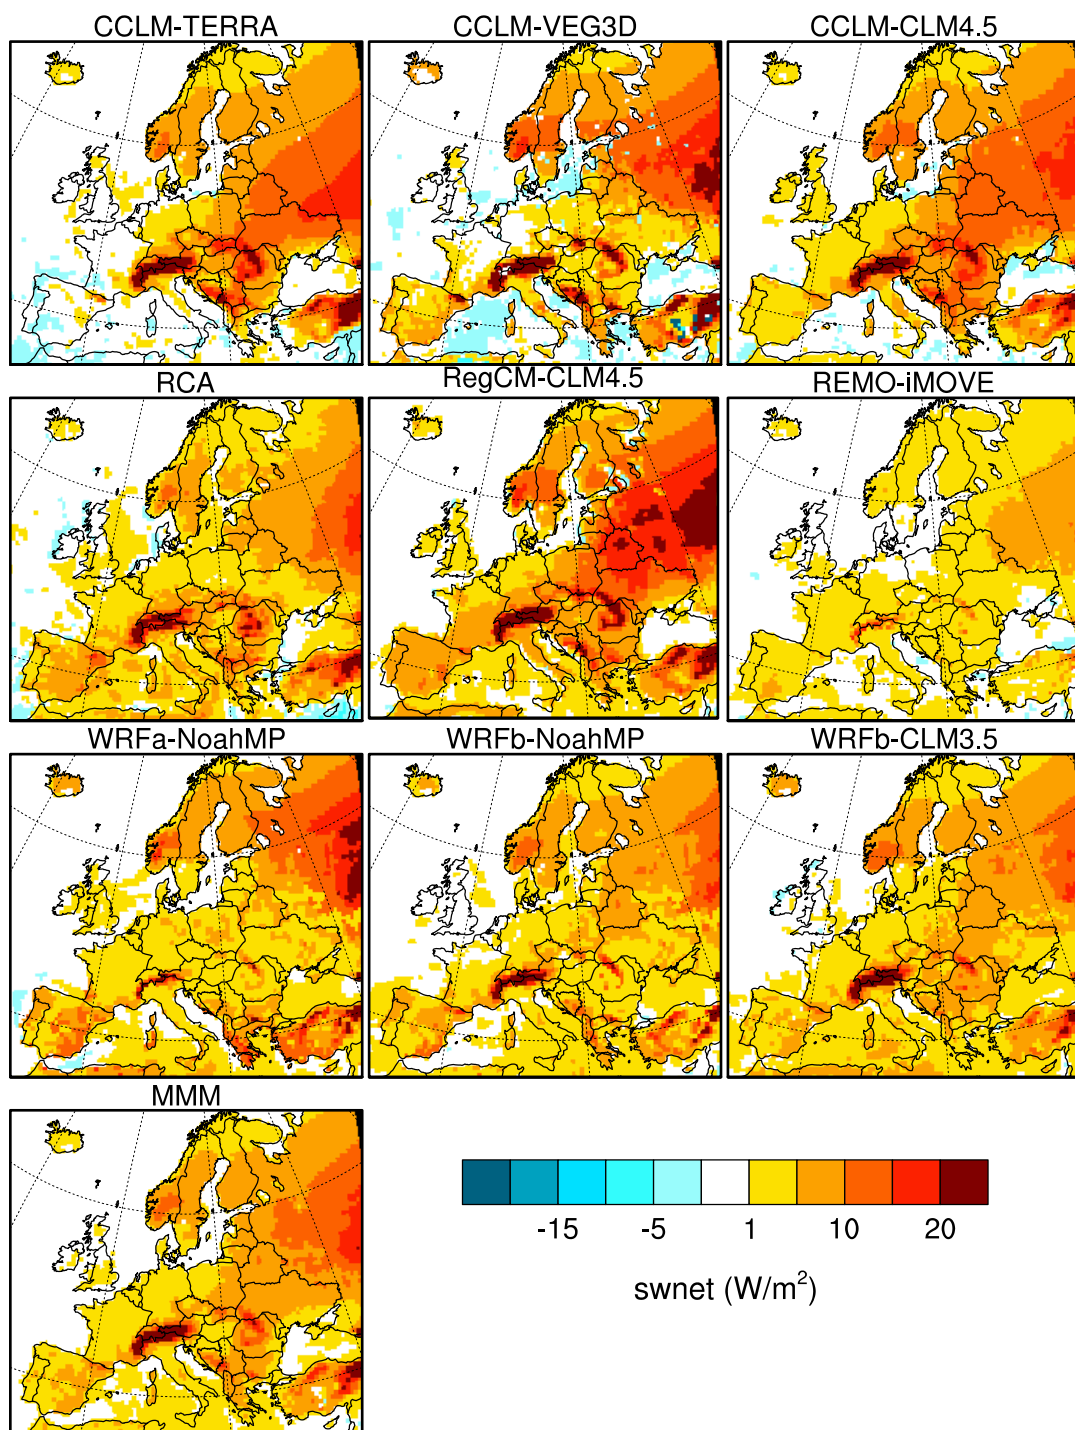 CCLM-TERRA CCLM-VEG3D CCLM-CLM4.5
RCA RegCM-CLM4.5 REMO-iMOVE
WRFa-NoahMP WRFb-NoahMP WRFb-CLM3.5
MMM
-15 -5 1 10 20
swnet (W/m²)